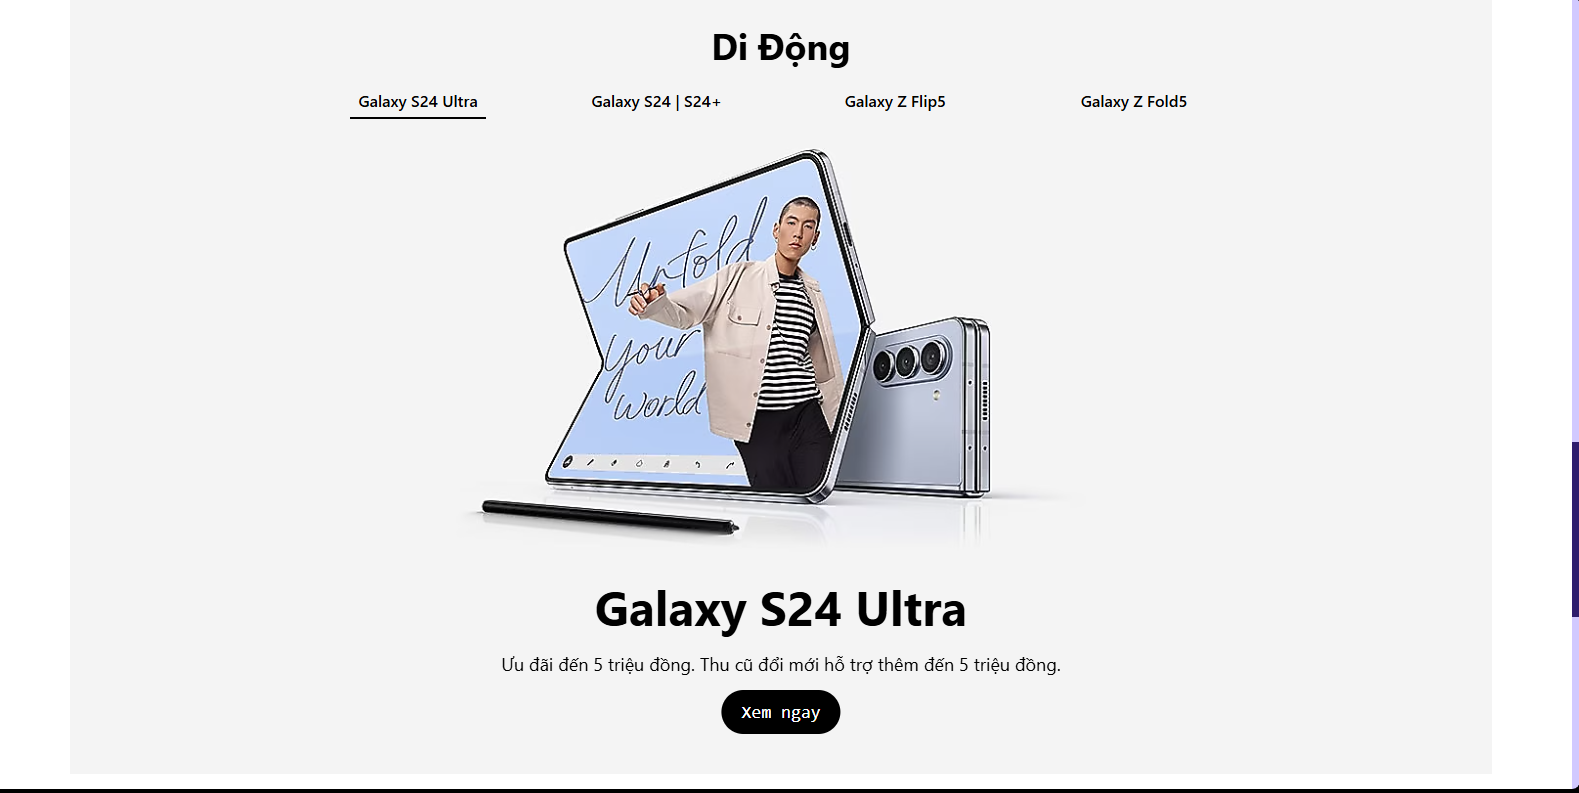 Di Động
Galaxy S24 Ultra
Galaxy S24 | S24+
Galaxy Z Flip5
Galaxy Z Fold5
Unfold
your
world
Galaxy S24 Ultra
Ưu đãi đến 5 triệu đồng. Thu cũ đổi mới hỗ trợ thêm đến 5 triệu đồng.
Xem ngay